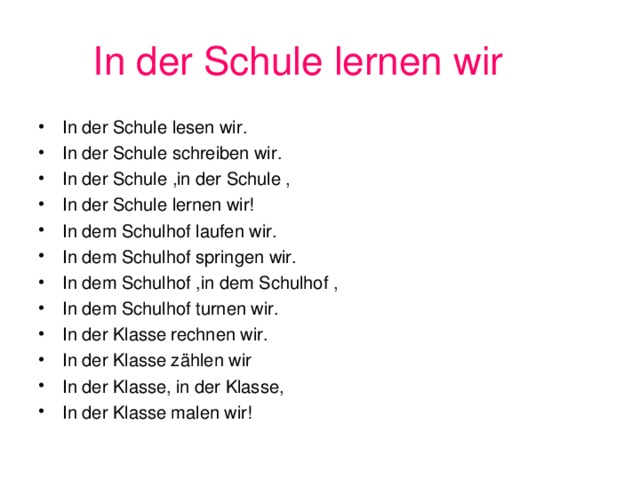 In der Schule lernen wir
• In der Schule lesen wir.
• In der Schule schreiben wir.
• In der Schule ,in der Schule ,
• In der Schule lernen wir!
• In dem Schulhof laufen wir.
• In dem Schulhof springen wir.
• In dem Schulhof ,in dem Schulhof ,
• In dem Schulhof turnen wir.
• In der Klasse rechnen wir.
• In der Klasse zählen wir
• In der Klasse, in der Klasse,
• In der Klasse malen wir!